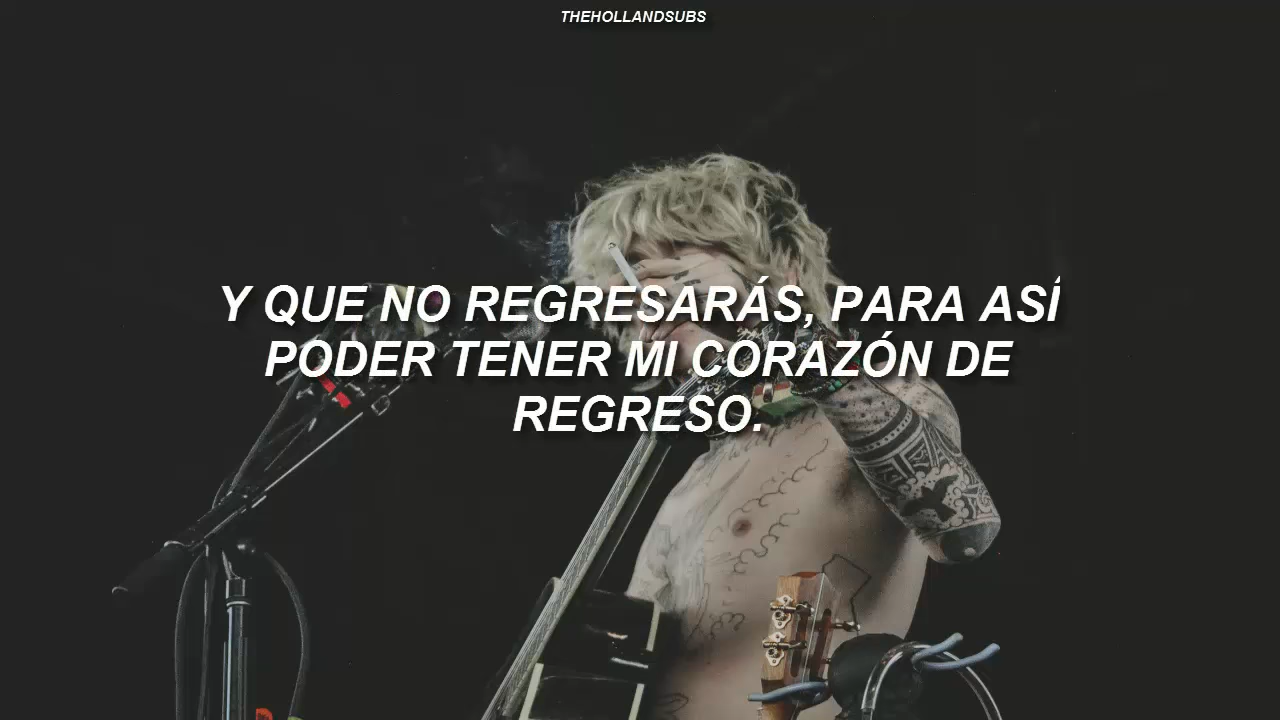 THEHOLLANDSUBS
Y QUE NO REGRESARÁS, PARA ASÍ
PODER TENER MI CORAZÓN DE
REGRESO.